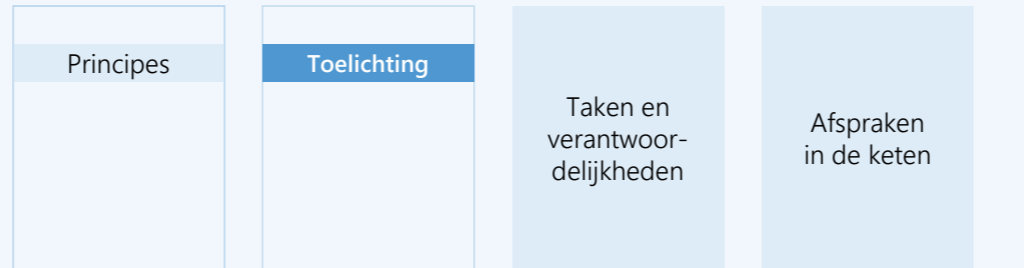 Principes
Toelichting
Taken en
verantwoor-
delijkheden
Afspraken
in de keten